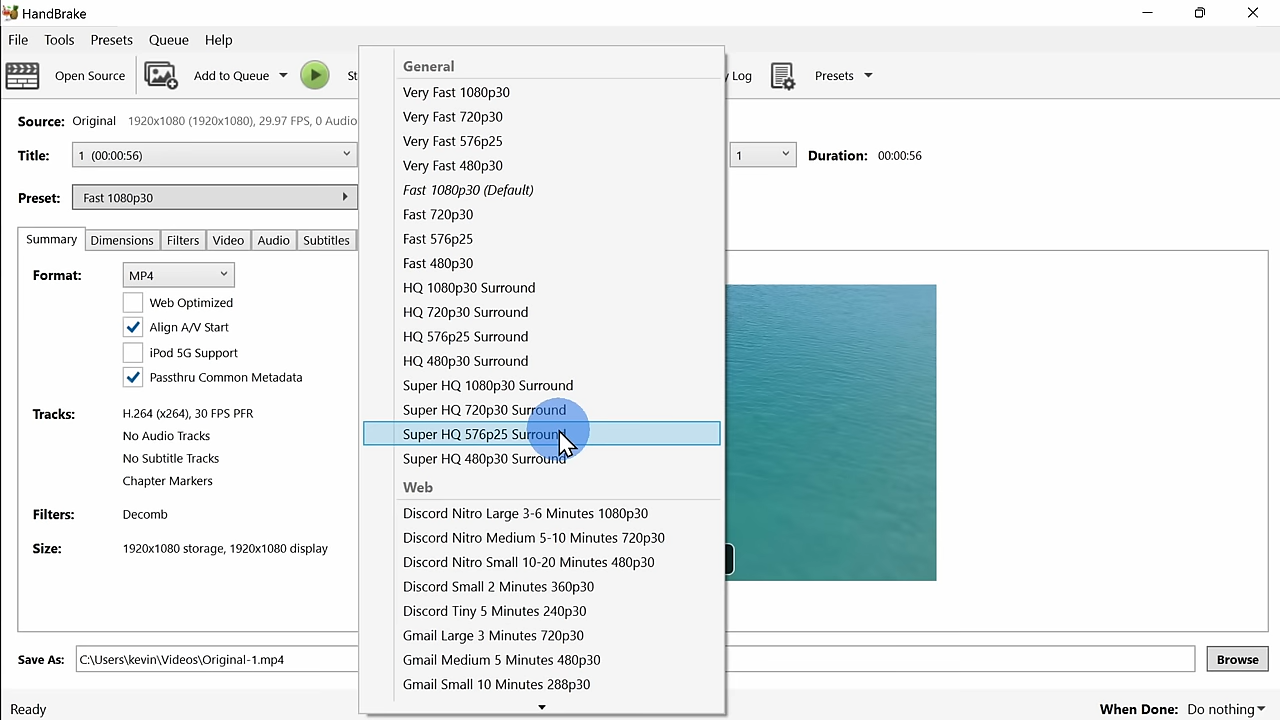 HandBrake
File Tools Presets Queue Help
Open Source Add to Queue Log Presets
Source: Original 1920x1080 (1920x1080), 29.97 FPS, 0 Audio
Title: 1 (00:00:56) 1 Duration: 00:00:56
Preset: Fast 1080p30
Summary Dimensions Filters Video Audio Subtitles
Format: MP4
Web Optimized
Align A/V Start
iPod 5G Support
Passthru Common Metadata
Tracks: H.264 (x264), 30 FPS PFR
No Audio Tracks
No Subtitle Tracks
Chapter Markers
Filters: Decomb
Size: 1920x1080 storage, 1920x1080 display
General
Very Fast 1080p30
Very Fast 720p30
Very Fast 576p25
Very Fast 480p30
Fast 1080p30 (Default)
Fast 720p30
Fast 576p25
Fast 480p30
HQ 1080p30 Surround
HQ 720p30 Surround
HQ 576p25 Surround
HQ 480p30 Surround
Super HQ 1080p30 Surround
Super HQ 720p30 Surround
Super HQ 576p25 Surround
Super HQ 480p30 Surround
Web
Discord Nitro Large 3-6 Minutes 1080p30
Discord Nitro Medium 5-10 Minutes 720p30
Discord Nitro Small 10-20 Minutes 480p30
Discord Small 2 Minutes 360p30
Discord Tiny 5 Minutes 240p30
Gmail Large 3 Minutes 720p30
Gmail Medium 5 Minutes 480p30
Gmail Small 10 Minutes 288p30
Save As: C:\Users\kevin\Videos\Original-1.mp4 Browse
Ready When Done: Do nothing